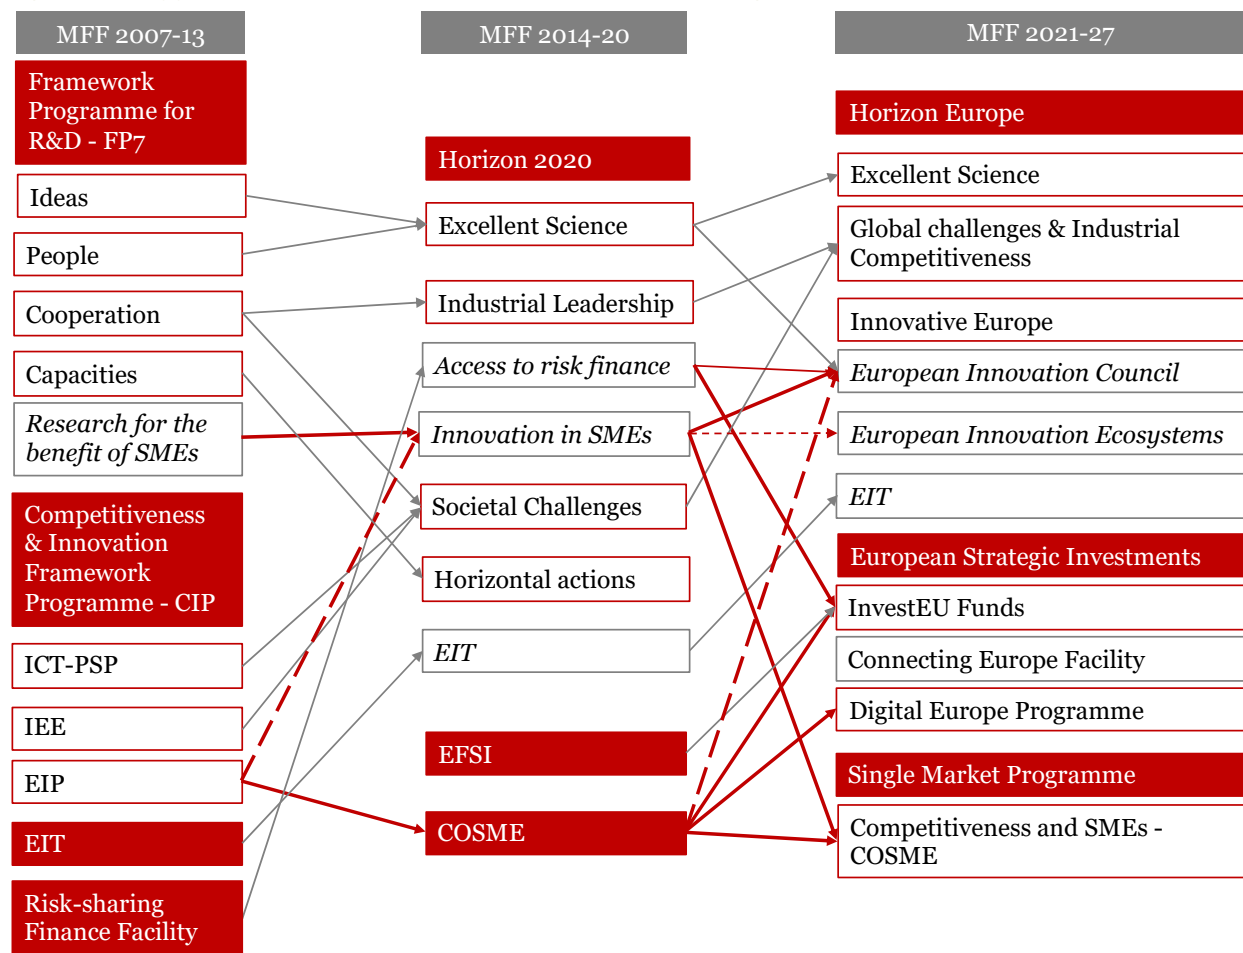 MFF 2007-13
Framework
Programme for
R&D - FP7
Ideas
People
Cooperation
Capacities
Research for the
benefit of SMEs
Competitiveness
& Innovation
Framework
Programme - CIP
ICT-PSP
IEE
EIP
EIT
Risk-sharing
Finance Facility
MFF 2014-20
Horizon 2020
Excellent Science
Industrial Leadership
Access to risk finance
Innovation in SMEs
Societal Challenges
Horizontal actions
EIT
EFSI
COSME
MFF 2021-27
Horizon Europe
Excellent Science
Global challenges & Industrial
Competitiveness
Innovative Europe
European Innovation Council
European Innovation Ecosystems
EIT
European Strategic Investments
InvestEU Funds
Connecting Europe Facility
Digital Europe Programme
Single Market Programme
Competitiveness and SMEs -
COSME